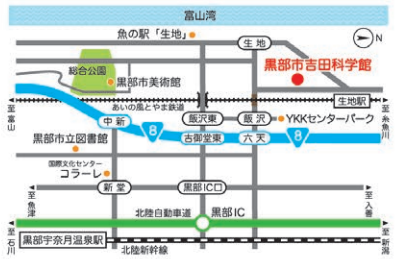 富山湾
魚の駅「生地」
生地
N
総合公園
黒部市美術館
黒部市吉田科学館
あいの風とやま鉄道
生地駅
至富山
至糸魚川
中新
8
飯沢東
飯沢
YKKセンターパーク
黒部市立図書館
古御堂東
六天
8
国際文化センター
コラーレ
新堂
黒部IC口
至魚津
至入善
北陸自動車道
黒部IC
至石川
至新潟
黒部宇奈月温泉駅
北陸新幹線